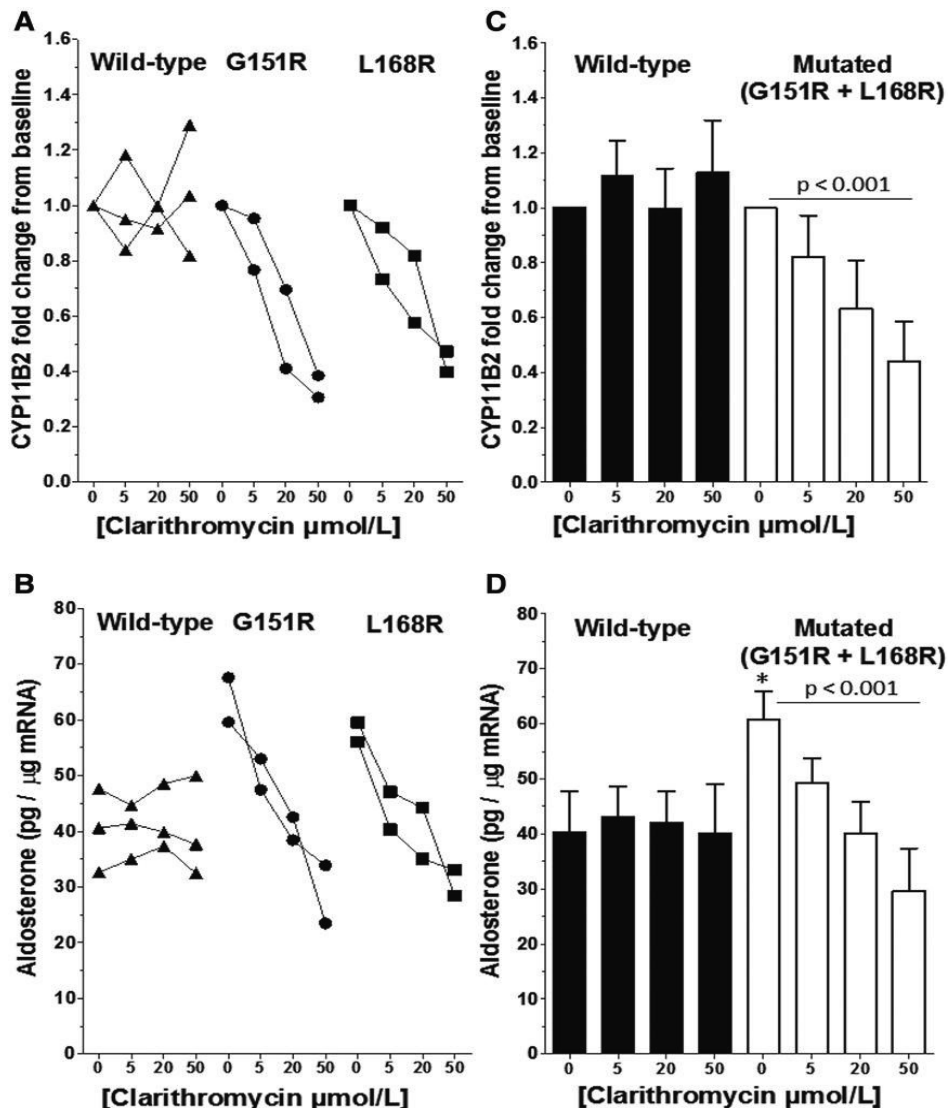 A
CYP11B2 fold change from baseline
1.6
1.4
1.2
1.0
0.8
0.6
0.4
0.2
0.0
Wild-type G151R L168R
0 5 20 50 0 5 20 50 0 5 20 50
[Clarithromycin µmol/L]
C
CYP11B2 fold change from baseline
1.6
1.4
1.2
1.0
0.8
0.6
0.4
0.2
0.0
Wild-type Mutated
(G151R + L168R)
p < 0.001
0 5 20 50 0 5 20 50
[Clarithromycin µmol/L]
B
Aldosterone (pg / µg mRNA)
80
70
60
50
40
30
20
10
0
Wild-type G151R L168R
0 5 20 50 0 5 20 50 0 5 20 50
[Clarithromycin µmol/L]
D
Aldosterone (pg / µg mRNA)
80
70
60
50
40
30
20
10
0
Wild-type Mutated
(G151R + L168R)
* p < 0.001
0 5 20 50 0 5 20 50
[Clarithromycin µmol/L]